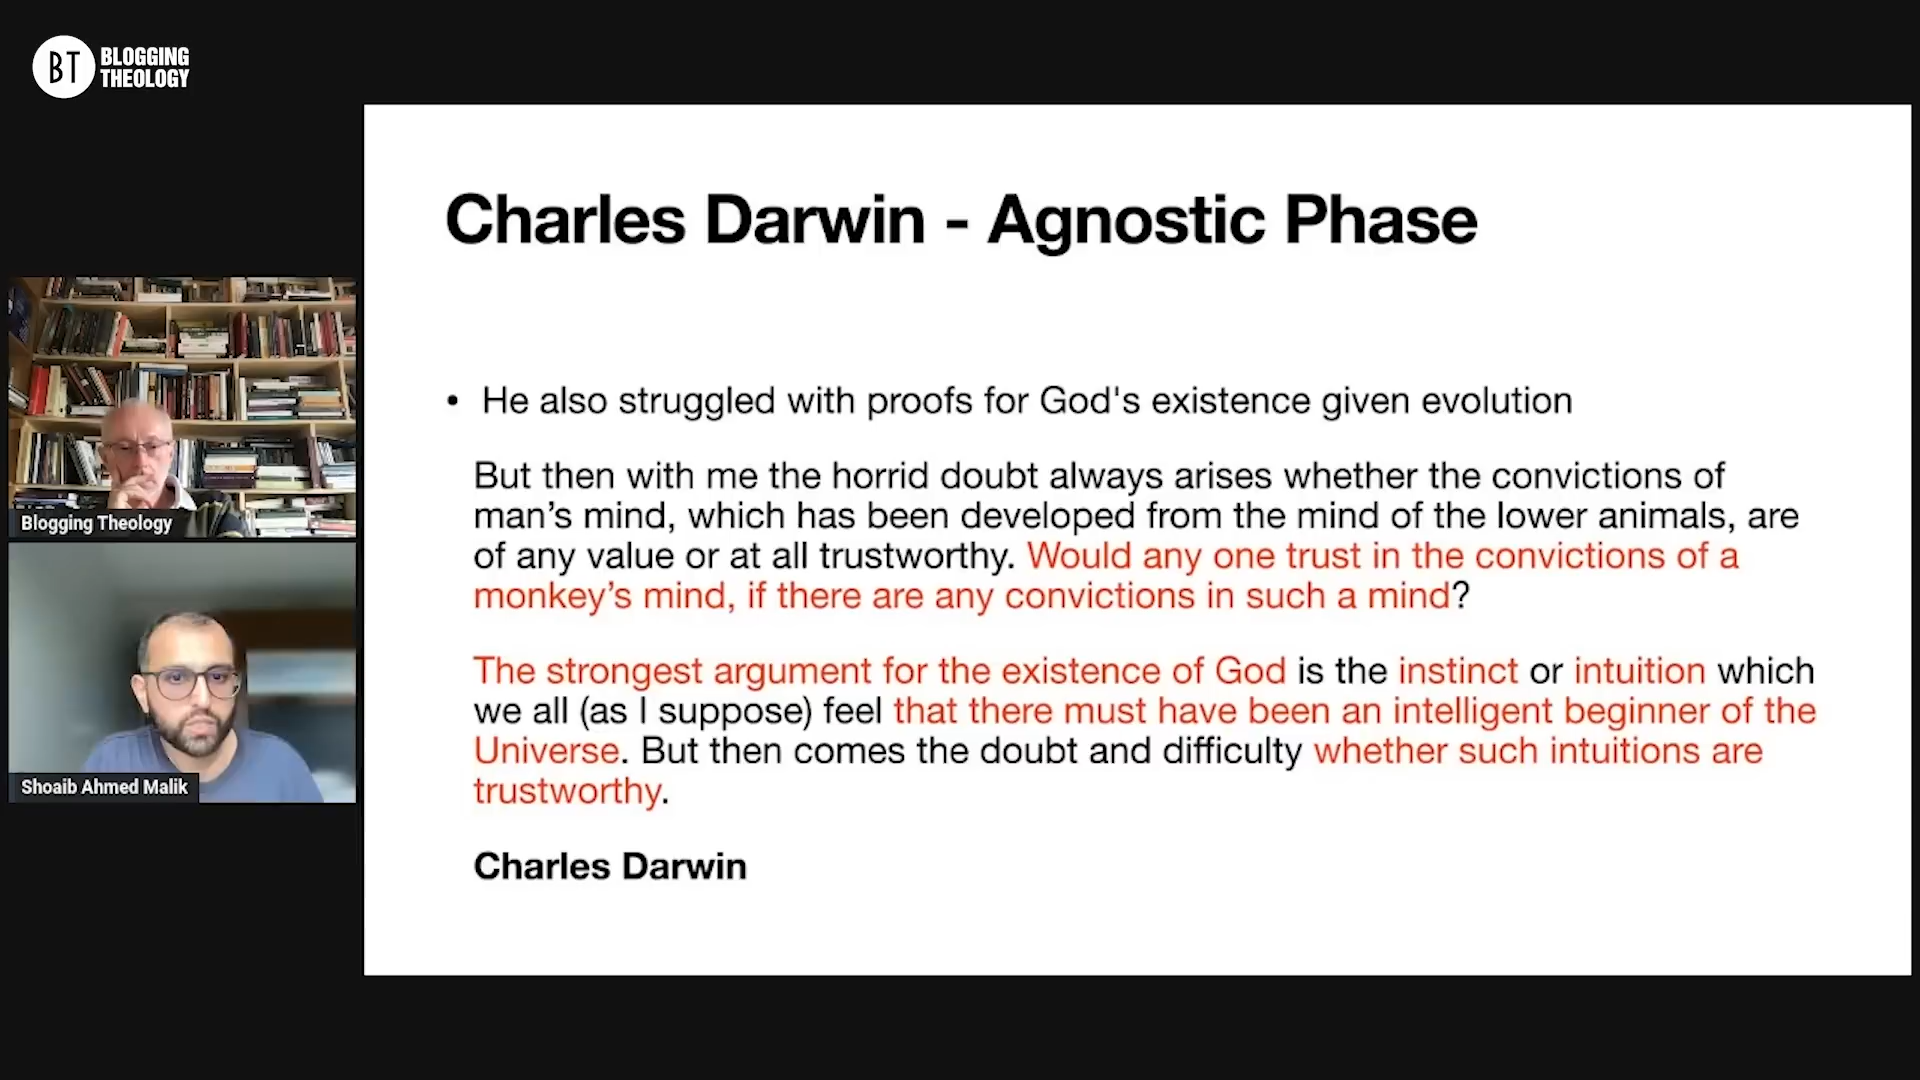 BT BLOGGING
THEOLOGY
Charles Darwin - Agnostic Phase
• He also struggled with proofs for God's existence given evolution
But then with me the horrid doubt always arises whether the convictions of
man’s mind, which has been developed from the mind of the lower animals, are
of any value or at all trustworthy. Would any one trust in the convictions of a
monkey’s mind, if there are any convictions in such a mind?
The strongest argument for the existence of God is the instinct or intuition which
we all (as I suppose) feel that there must have been an intelligent beginner of the
Universe. But then comes the doubt and difficulty whether such intuitions are
trustworthy.
Charles Darwin
Blogging Theology
Shoaib Ahmed Malik